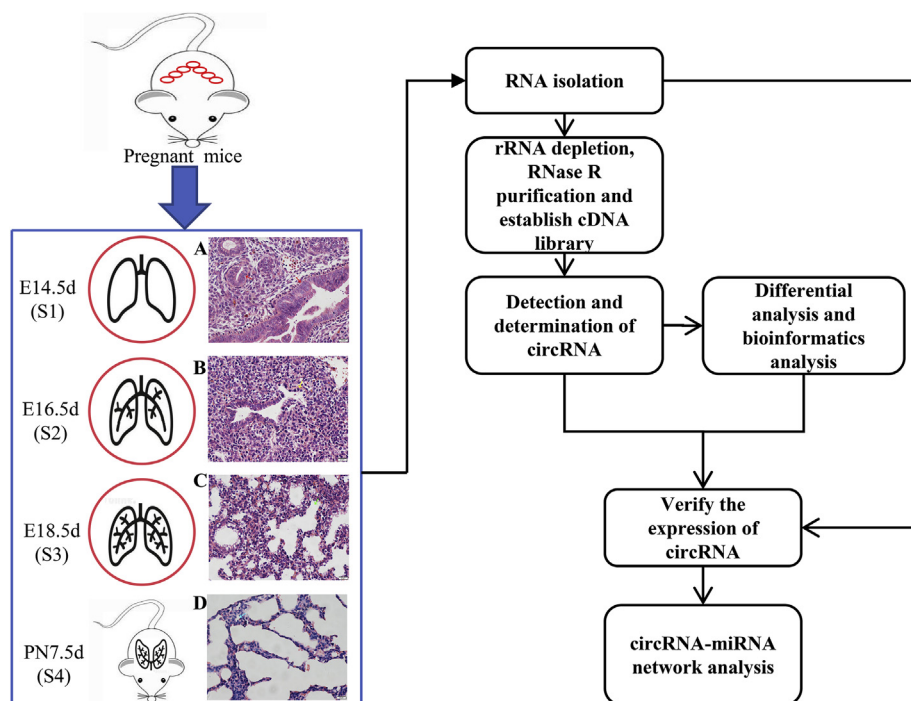 Pregnant mice
E14.5d
(S1)
A
E16.5d
(S2)
B
E18.5d
(S3)
C
PN7.5d
(S4)
D
RNA isolation
rRNA depletion,
RNase R
purification and
establish cDNA
library
Detection and
determination of
circRNA
Differential
analysis and
bioinformatics
analysis
Verify the
expression of
circRNA
circRNA-miRNA
network analysis